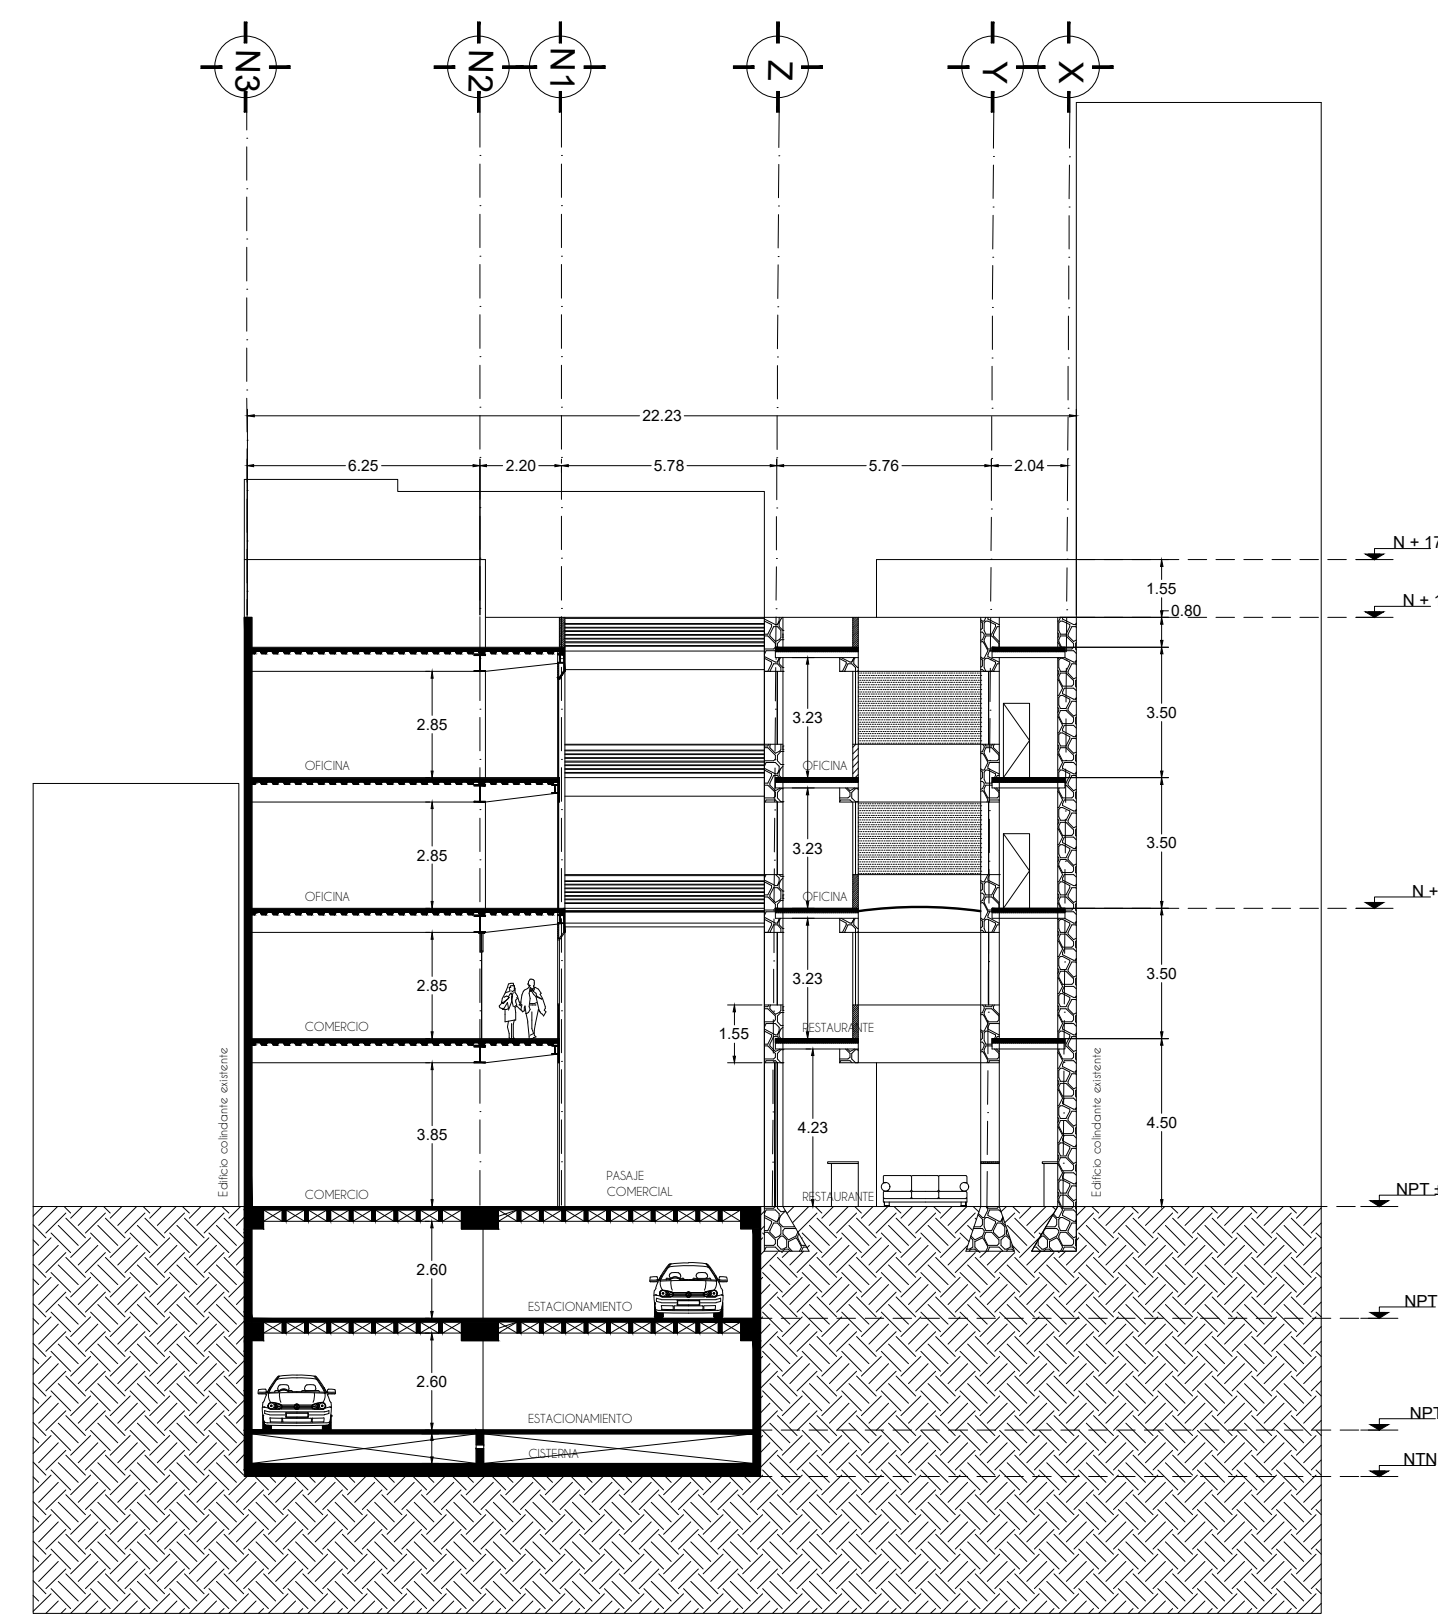 N3
N2
N1
Z
Y
X
22.23
6.25
2.20
5.78
5.76
2.04
N + 17
1.55
N + 1
0.80
2.85
3.23
3.50
OFICINA
OFICINA
2.85
3.23
3.50
OFICINA
OFICINA
N +
2.85
3.23
3.50
COMERCIO
RESTAURANTE
1.55
Edificio colindante existente
Edificio colindante existente
3.85
4.23
4.50
PASAJE
COMERCIAL
COMERCIO
RESTAURANTE
NPT ±
2.60
ESTACIONAMIENTO
NPT
2.60
ESTACIONAMIENTO
NPT
CISTERNA
NTN